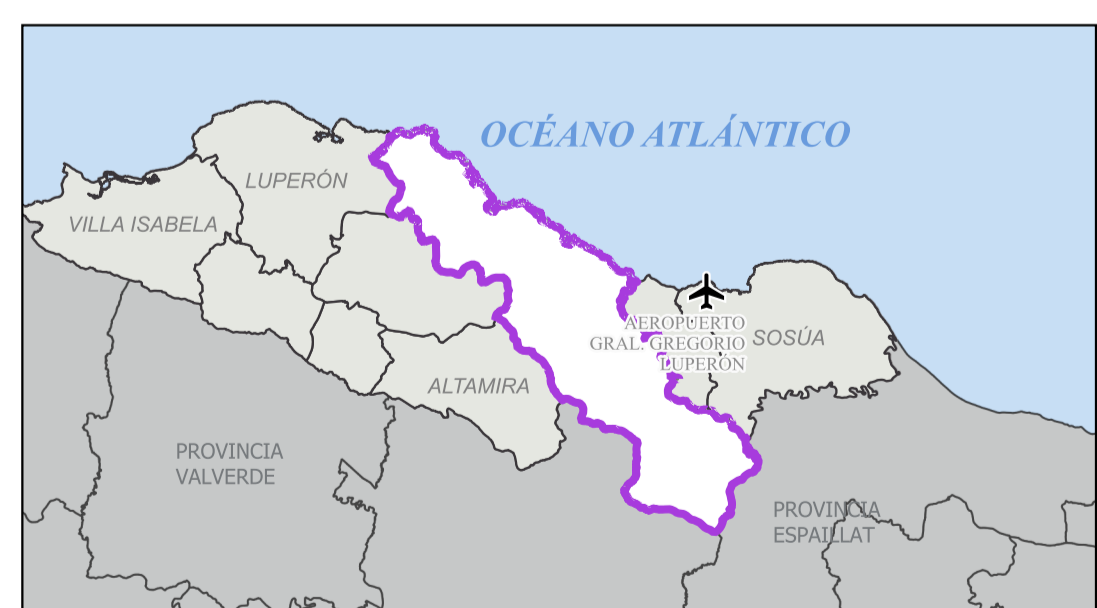 OCÉANO ATLÁNTICO
LUPERÓN
VILLA ISABELA
AEROPUERTO
GRAL. GREGORIO
LUPERÓN
SOSÚA
ALTAMIRA
PROVINCIA
VALVERDE
PROVINCIA
ESPAILLAT